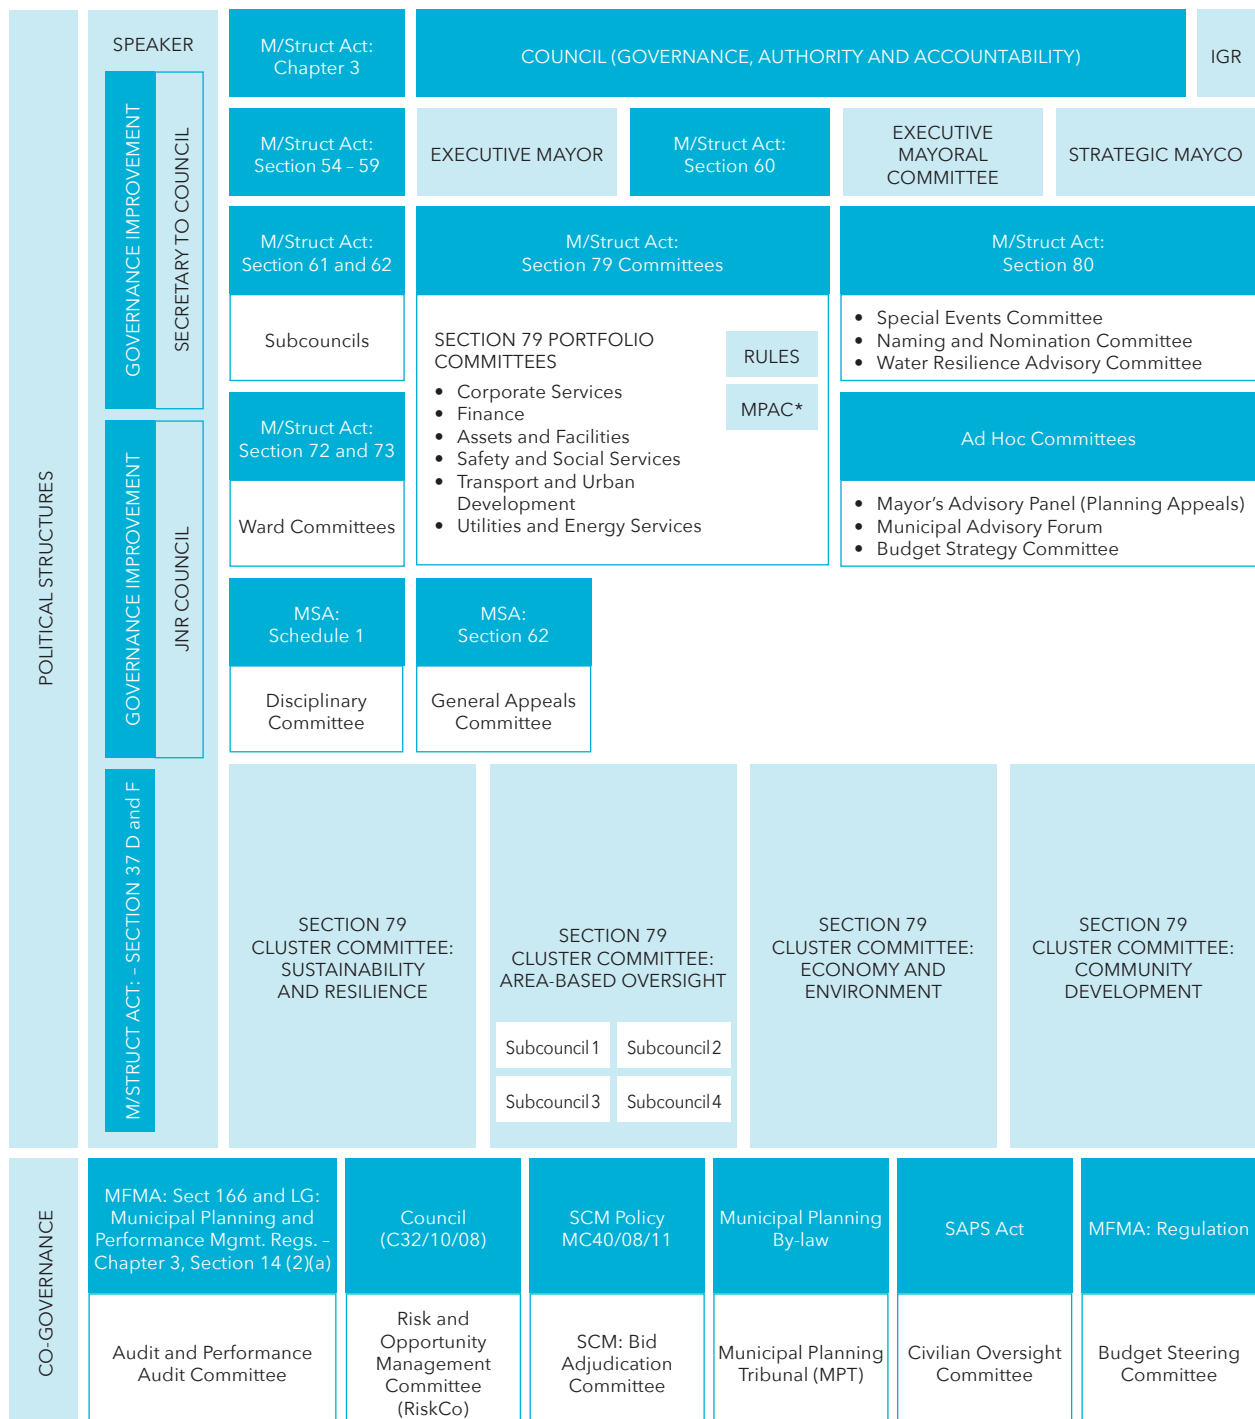 POLITICAL STRUCTURES
SPEAKER
GOVERNANCE IMPROVEMENT
SECRETARY TO COUNCIL
GOVERNANCE IMPROVEMENT
JNR COUNCIL
M/STRUCT ACT: – SECTION 37 D and F
M/Struct Act:
Chapter 3
COUNCIL (GOVERNANCE, AUTHORITY AND ACCOUNTABILITY)
IGR
M/Struct Act:
Section 54 – 59
EXECUTIVE MAYOR
M/Struct Act:
Section 60
EXECUTIVE
MAYORAL
COMMITTEE
STRATEGIC MAYCO
M/Struct Act:
Section 61 and 62
Subcouncils
M/Struct Act:
Section 79 Committees
SECTION 79 PORTFOLIO
COMMITTEES
• Corporate Services
• Finance
• Assets and Facilities
• Safety and Social Services
• Transport and Urban
Development
• Utilities and Energy Services
RULES
MPAC*
M/Struct Act:
Section 80
• Special Events Committee
• Naming and Nomination Committee
• Water Resilience Advisory Committee
M/Struct Act:
Section 72 and 73
Ward Committees
Ad Hoc Committees
• Mayor’s Advisory Panel (Planning Appeals)
• Municipal Advisory Forum
• Budget Strategy Committee
MSA:
Schedule 1
Disciplinary
Committee
MSA:
Section 62
General Appeals
Committee
SECTION 79
CLUSTER COMMITTEE:
SUSTAINABILITY
AND RESILIENCE
SECTION 79
CLUSTER COMMITTEE:
AREA-BASED OVERSIGHT
Subcouncil 1
Subcouncil 2
Subcouncil 3
Subcouncil 4
SECTION 79
CLUSTER COMMITTEE:
ECONOMY AND
ENVIRONMENT
SECTION 79
CLUSTER COMMITTEE:
COMMUNITY
DEVELOPMENT
CO-GOVERNANCE
MFMA: Sect 166 and LG:
Municipal Planning and
Performance Mgmt. Regs. –
Chapter 3, Section 14 (2)(a)
Audit and Performance
Audit Committee
Council
(C32/10/08)
Risk and
Opportunity
Management
Committee
(RiskCo)
SCM Policy
MC40/08/11
SCM: Bid
Adjudication
Committee
Municipal Planning
By-law
Municipal Planning
Tribunal (MPT)
SAPS Act
Civilian Oversight
Committee
MFMA: Regulation
Budget Steering
Committee